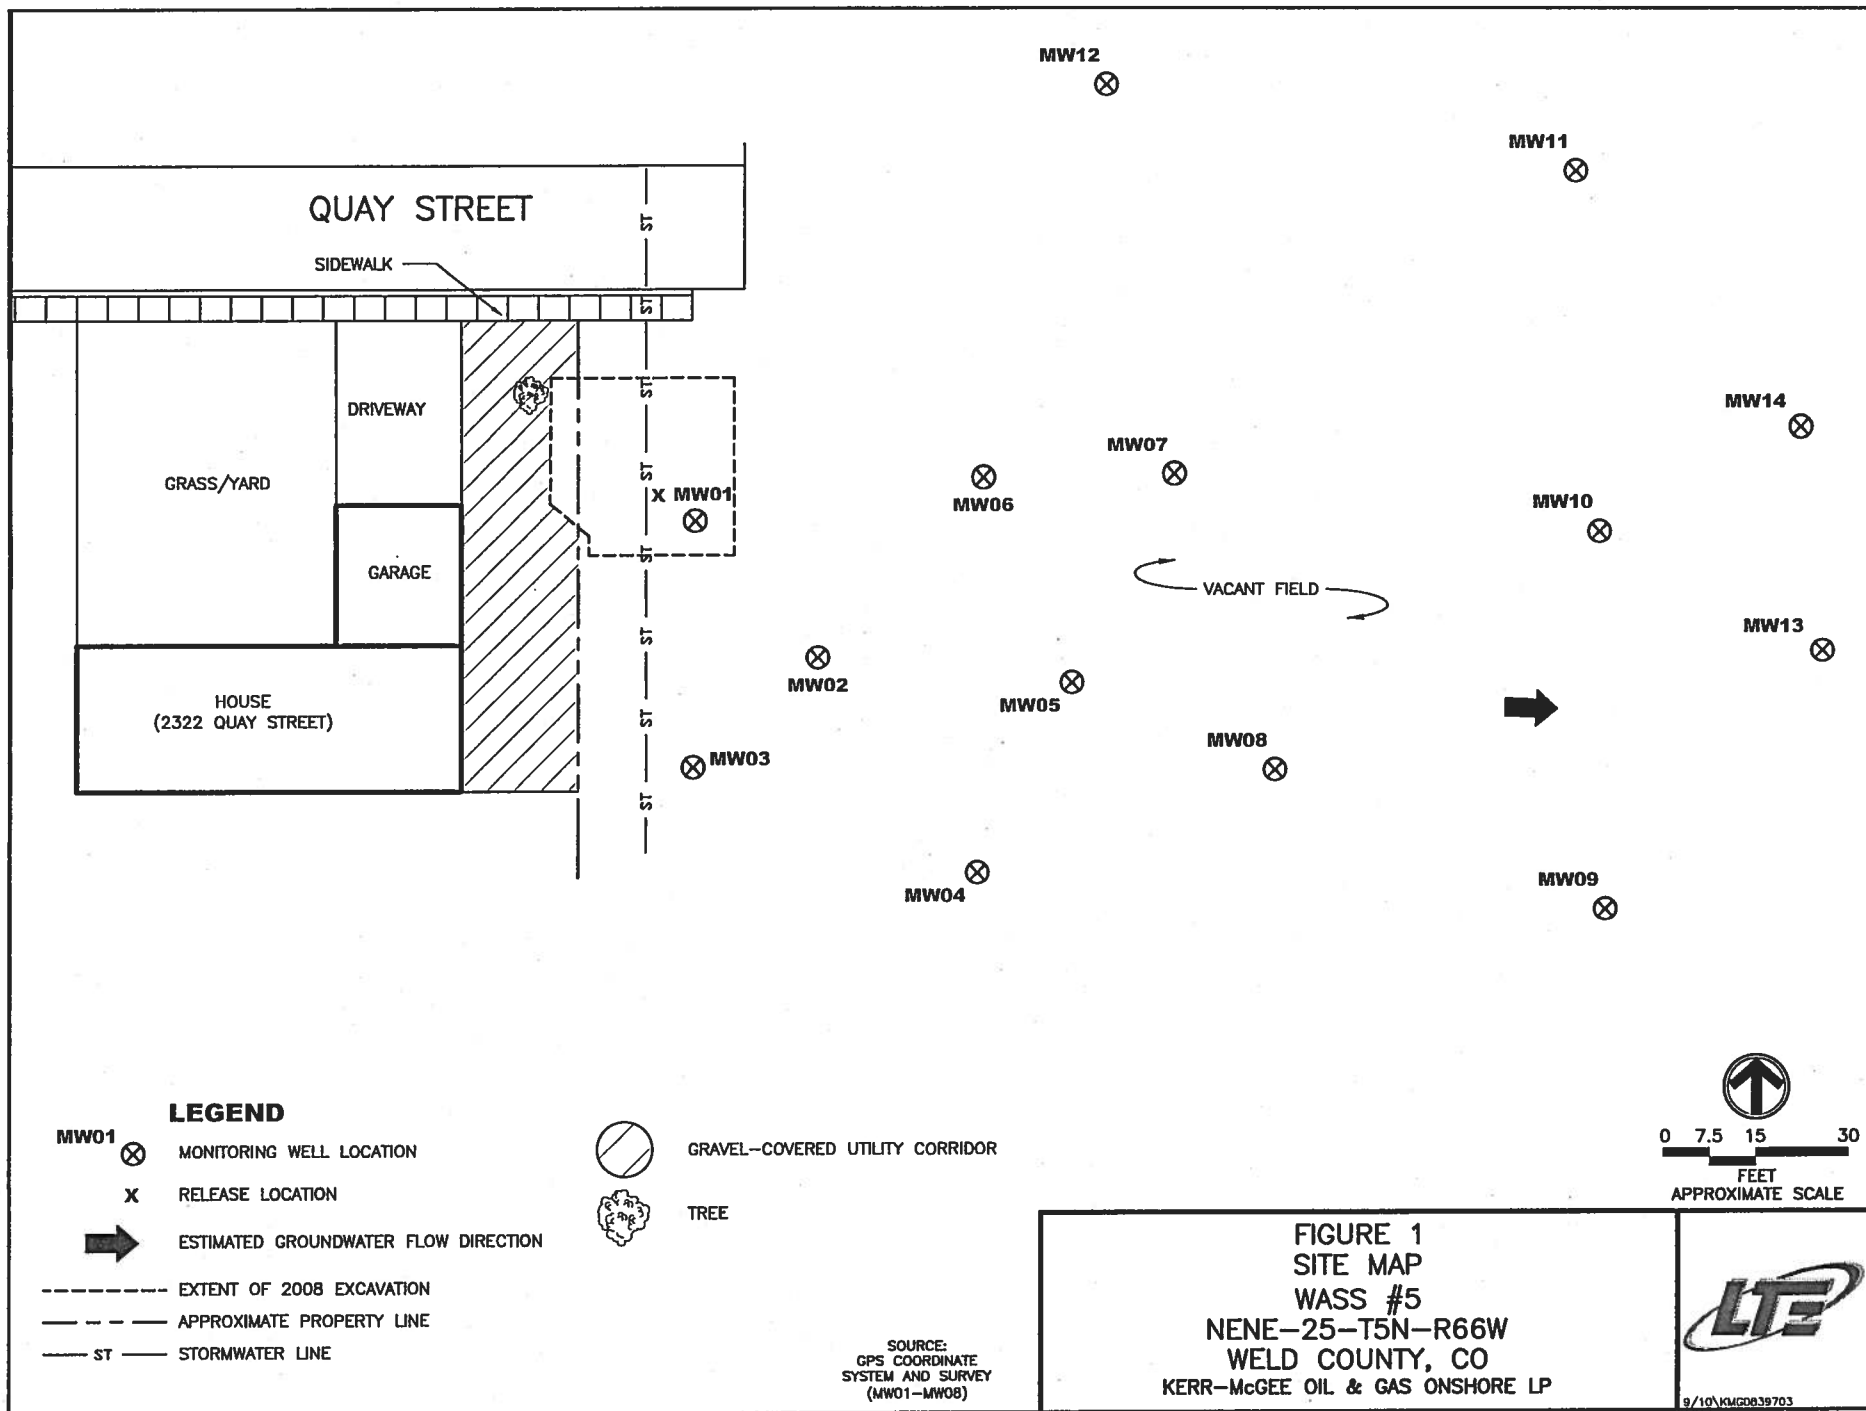 MW12
MW11
QUAY STREET
ST
SIDEWALK
ST
ST
DRIVEWAY
MW14
MW07
GRASS/YARD
ST
X MW01
MW06
MW10
ST
GARAGE
VACANT FIELD
ST
MW13
MW02
HOUSE
(2322 QUAY STREET)
MW05
ST
MW08
MW03
ST
MW04
MW09
LEGEND
MW01
MONITORING WELL LOCATION
X RELEASE LOCATION
ESTIMATED GROUNDWATER FLOW DIRECTION
EXTENT OF 2008 EXCAVATION
APPROXIMATE PROPERTY LINE
ST STORMWATER LINE
GRAVEL-COVERED UTILITY CORRIDOR
TREE
SOURCE:
GPS COORDINATE
SYSTEM AND SURVEY
(MW01-MW08)
0 7.5 15 30
FEET
APPROXIMATE SCALE
FIGURE 1
SITE MAP
WASS #5
NENE-25-T5N-R66W
WELD COUNTY, CO
KERR-McGEE OIL & GAS ONSHORE LP
LTE
9/10\KMG0839703